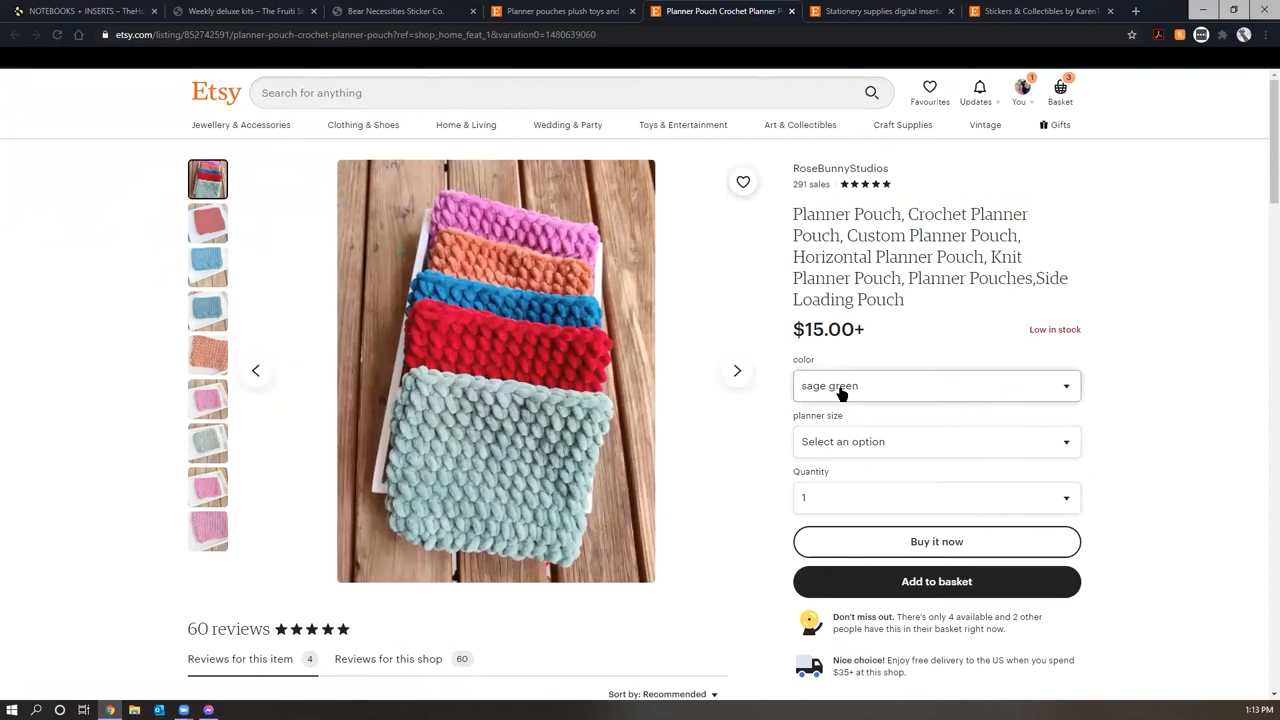 NOTEBOOKS + INSERTS – TheHo
Weekly deluxe kits – The Fruiti St
Bear Necessities Sticker Co.
Planner pouches plush toys and
Planner Pouch Crochet Planner P
Stationery supplies digital inserts
Stickers & Collectibles by KarenT
etsy.com/listing/852742591/planner-pouch-crochet-planner-pouch?ref=shop_home_feat_1&variation0=1480639060
Etsy
Search for anything
1
3
Favourites
Updates
You
Basket
Jewellery & Accessories
Clothing & Shoes
Home & Living
Wedding & Party
Toys & Entertainment
Art & Collectibles
Craft Supplies
Vintage
Gifts
RoseBunnyStudios
291 sales
Planner Pouch, Crochet Planner
Pouch, Custom Planner Pouch,
Horizontal Planner Pouch, Knit
Planner Pouch, Planner Pouches,Side
Loading Pouch
$15.00+
Low in stock
color
sage green
planner size
Select an option
Quantity
1
Buy it now
Add to basket
Don't miss out. There's only 4 available and 2 other
people have this in their basket right now.
Nice choice! Enjoy free delivery to the US when you spend
$35+ at this shop.
60 reviews
Reviews for this item 4
Reviews for this shop 60
Sort by: Recommended
1:13 PM